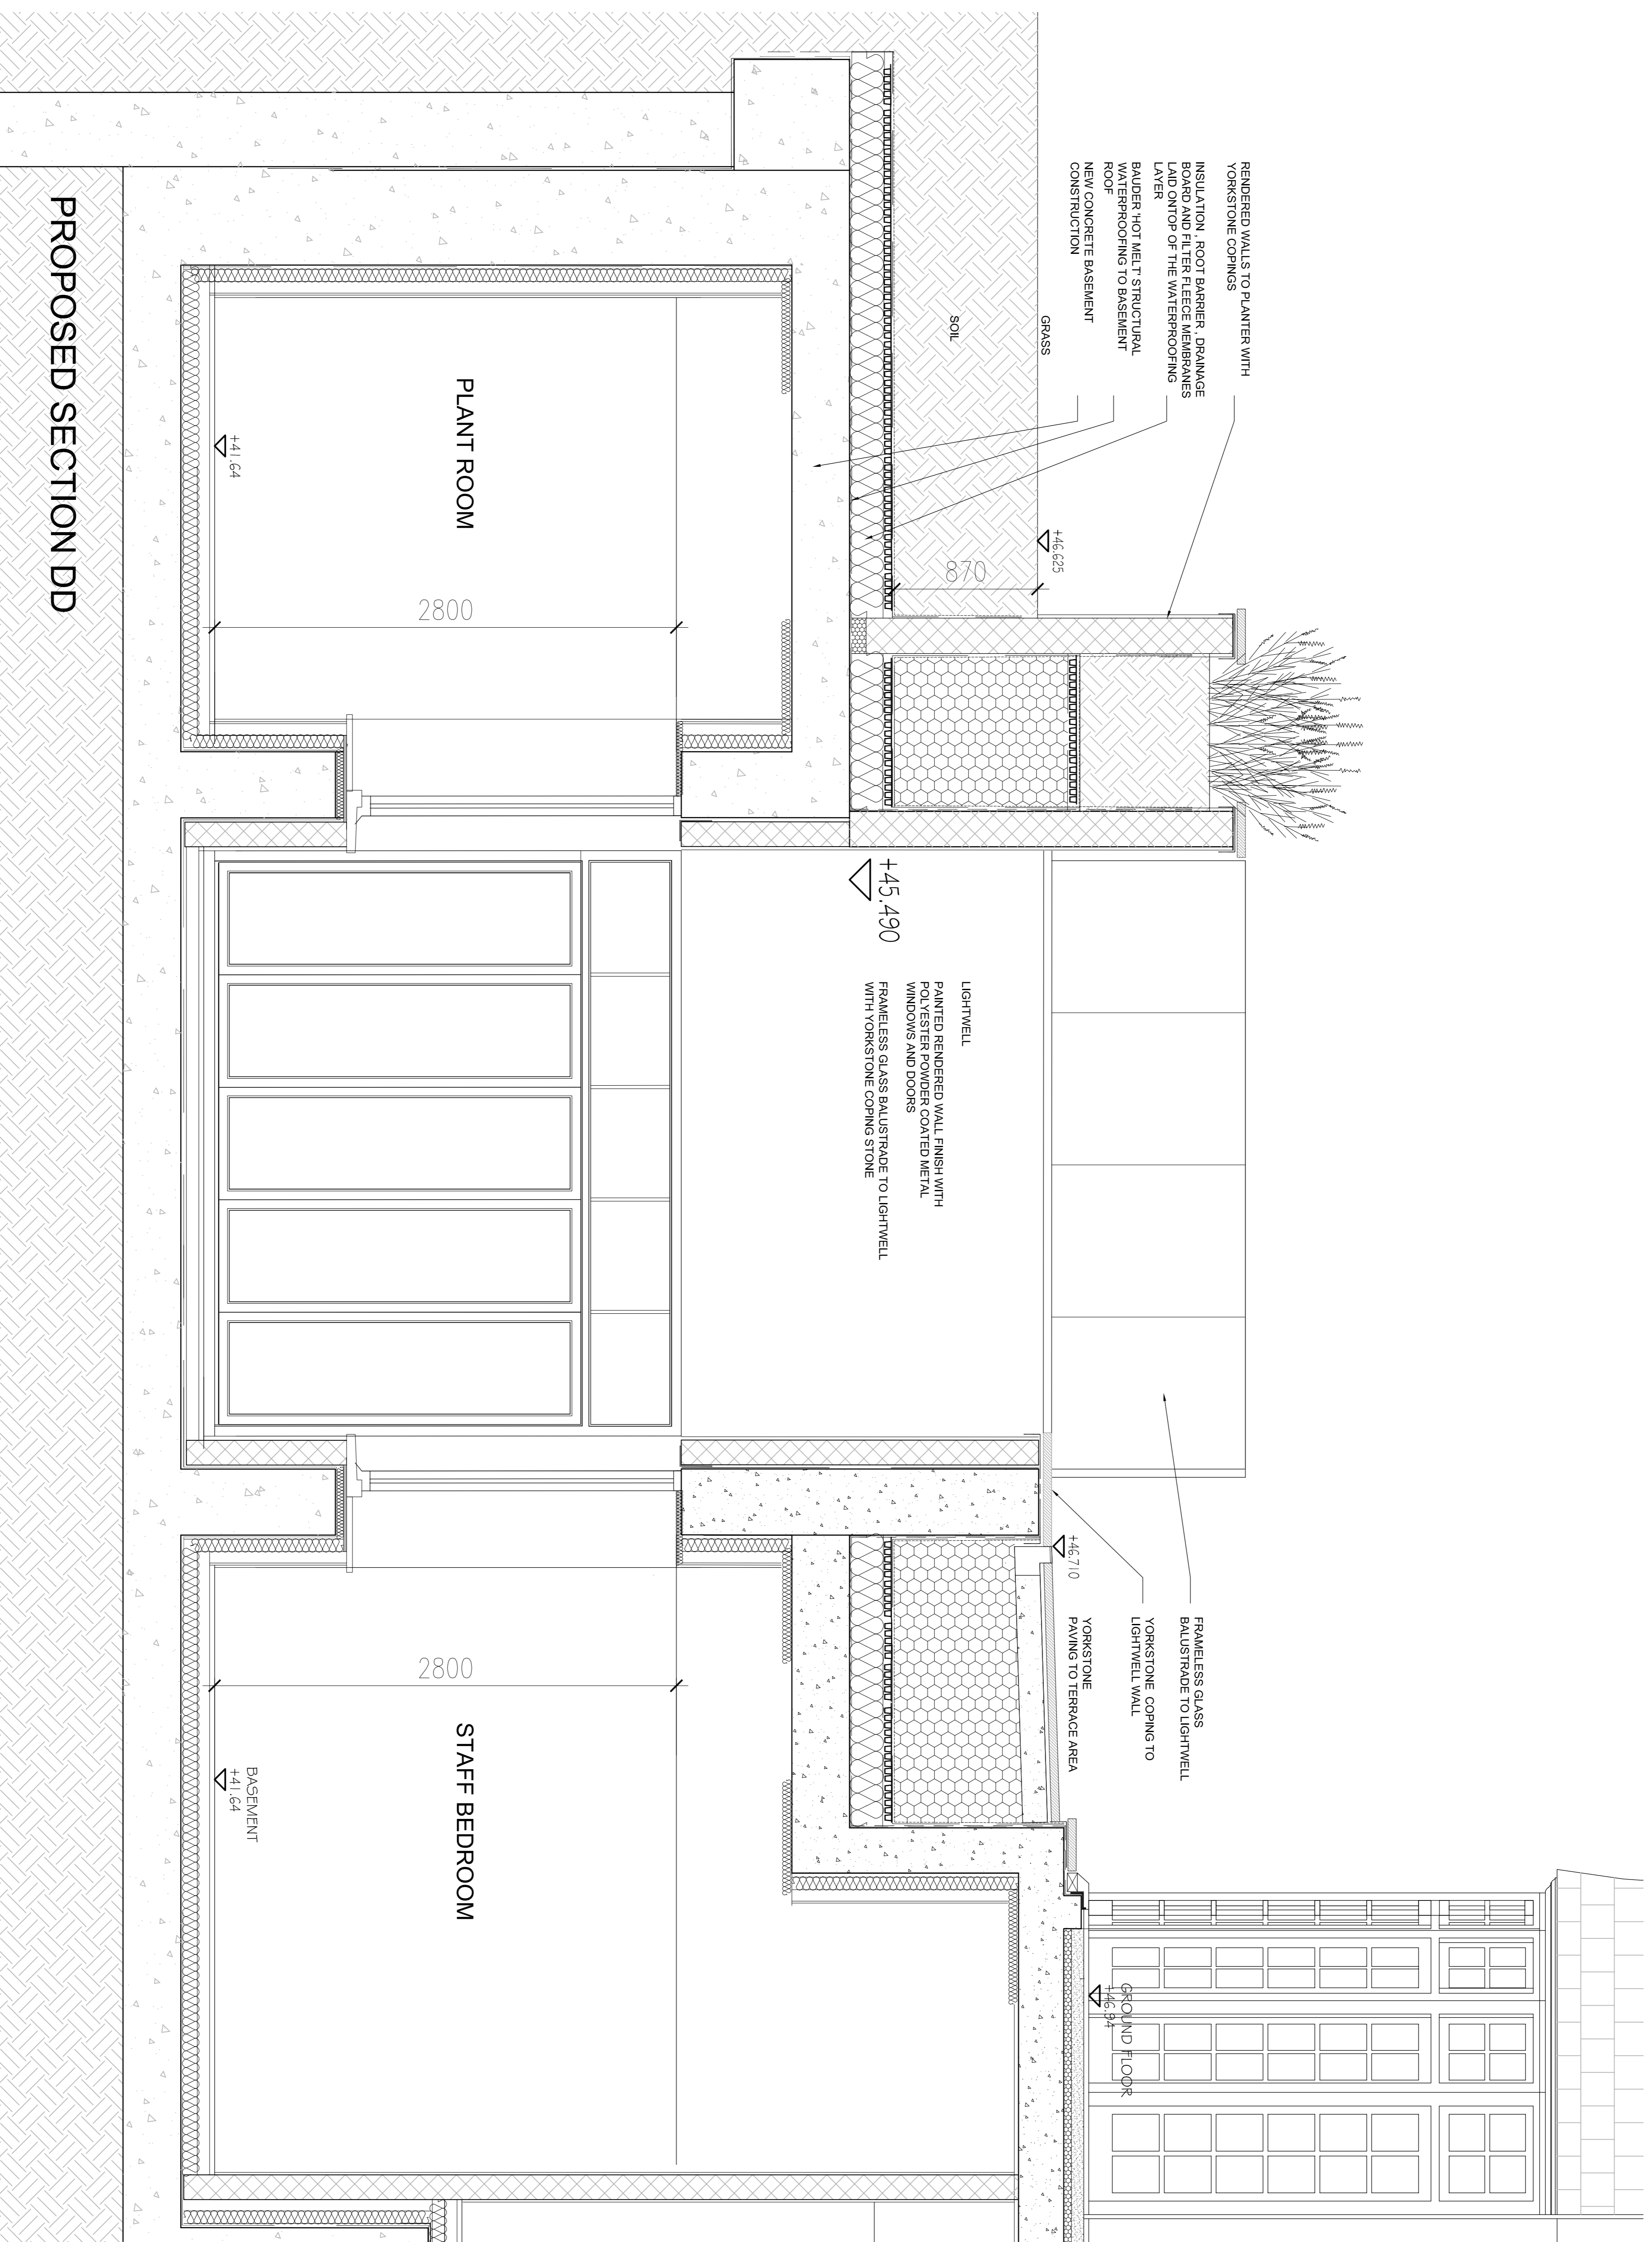 RENDERED WALLS TO PLANTER WITH
YORKSTONE COPINGS
INSULATION , ROOT BARRIER , DRAINAGE
BOARD AND FILTER FLEECE MEMBRANES
LAID ONTOP OF THE WATERPROOFING
LAYER
BAUDER 'HOT MELT' STRUCTURAL
WATERPROOFING TO BASEMENT
ROOF
NEW CONCRETE BASEMENT
CONSTRUCTION
GRASS
SOIL
+46.625
870
PLANT ROOM
2800
+41.64
+45.490
LIGHTWELL
PAINTED RENDERED WALL FINISH WITH
POLYESTER POWDER COATED METAL
WINDOWS AND DOORS
FRAMELESS GLASS BALUSTRADE TO LIGHTWELL
WITH YORKSTONE COPING STONE
FRAMELESS GLASS
BALUSTRADE TO LIGHTWELL
YORKSTONE COPING TO
LIGHTWELL WALL
YORKSTONE
PAVING TO TERRACE AREA
+46.710
GROUND FLOOR
+46.94
2800
STAFF BEDROOM
BASEMENT
+41.64
PROPOSED SECTION DD